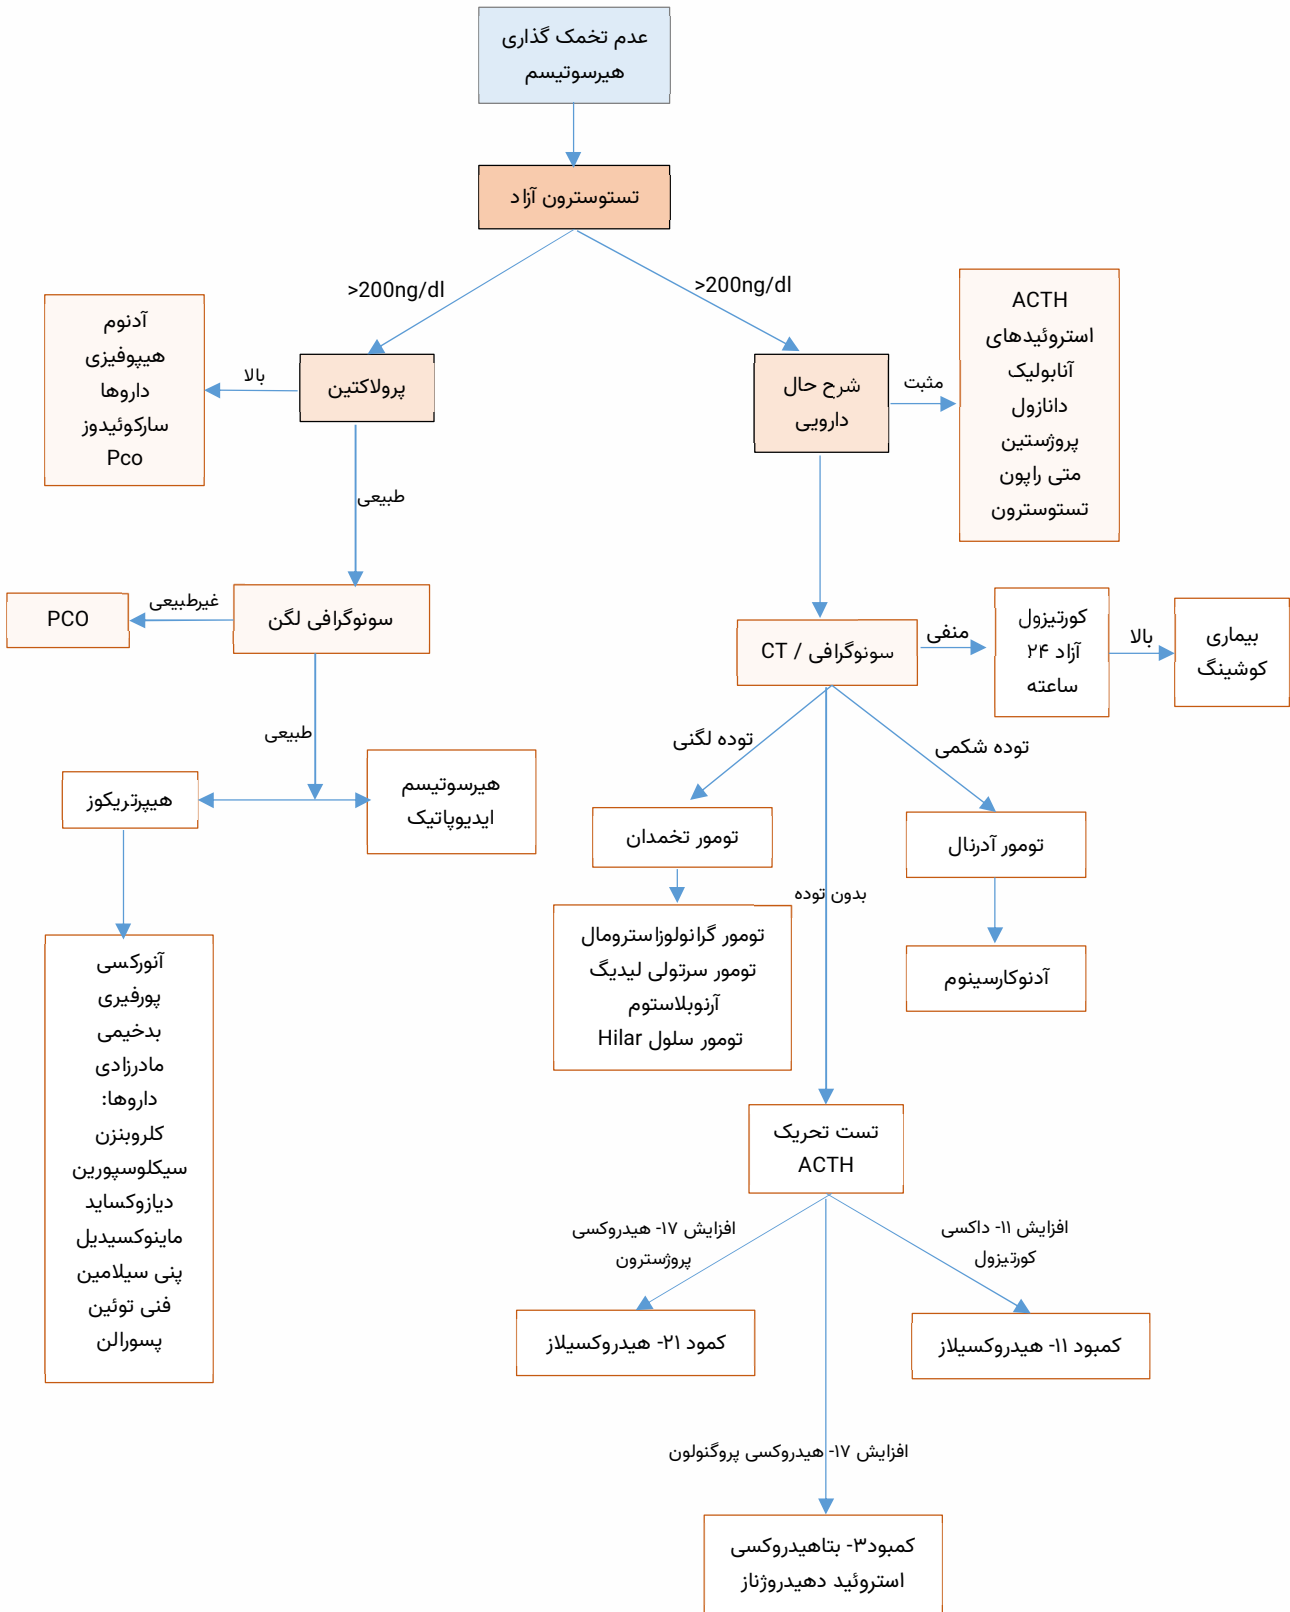 عدم تخمک گذاری
هیرسوتیسم
تستوسترون آزاد
>200ng/dl
>200ng/dl
شرح حال
دارویی
مثبت
ACTH
استروئیدهای
آنابولیک
دانازول
پروژستین
متی راپون
تستوسترون
پرولاکتین
بالا
آدنوم
هیپوفیزی
داروها
سارکوئیدوز
Pco
طبیعی
سونوگرافی لگن
غیرطبیعی
PCO
طبیعی
هیرسوتیسم
ایدیوپاتیک
هیپرتریکوز
آنورکسی
پورفیری
بدخیمی
مادرزادی
داروها:
کلروبنزن
سیکلوسپورین
دیازوکساید
ماینوکسیدیل
پنی سیلامین
فنی توئین
پسورالن
سونوگرافی / CT
منفی
کورتیزول
آزاد ۲۴
ساعته
بالا
بیماری
کوشینگ
توده شکمی
تومور آدرنال
آدنوکارسینوم
توده لگنی
تومور تخمدان
تومور گرانولوزاسترومال
تومور سرتولی لیدیگ
آرنوبلاستوم
تومور سلول Hilar
بدون توده
تست تحریک
ACTH
افزایش ۱۱- داکسی
کورتیزول
کمبود ۱۱- هیدروکسیلاز
افزایش ۱۷- هیدروکسی
پروژسترون
کمود ۲۱- هیدروکسیلاز
افزایش ۱۷- هیدروکسی پروگنولون
کمبود۳- بتاهیدروکسی
استروئید دهیدروژناز